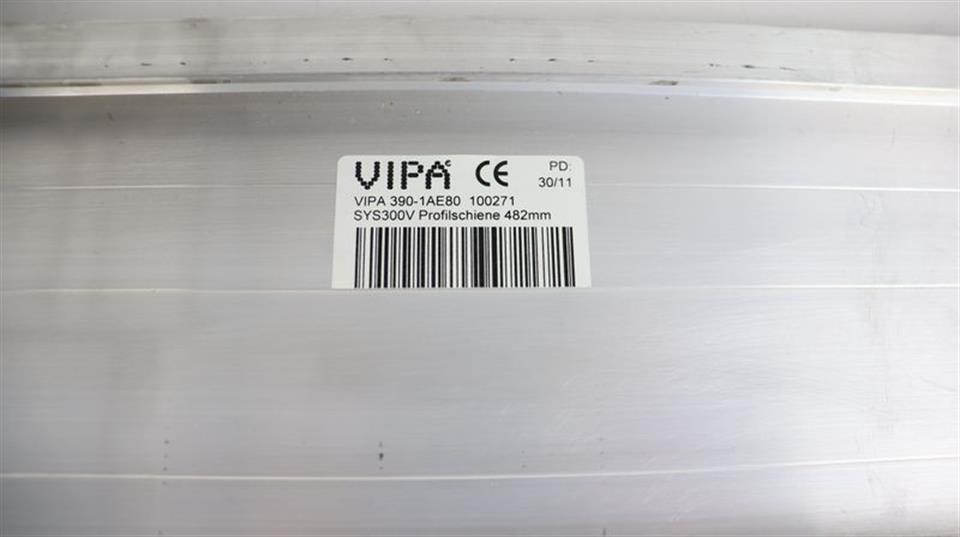 VIPA CE PD:
30/11
VIPA 390-1AE80 100271
SYS300V Profilschiene 482mm